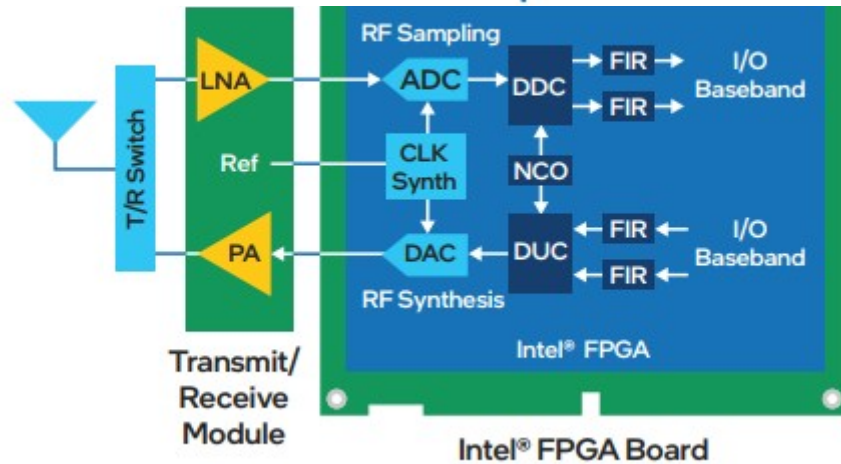 RF Sampling
LNA
ADC
DDC
FIR
FIR
I/O
Baseband
T/R Switch
Ref
CLK
Synth
NCO
PA
DAC
DUC
FIR
FIR
I/O
Baseband
RF Synthesis
Intel® FPGA
Transmit/
Receive
Module
Intel® FPGA Board